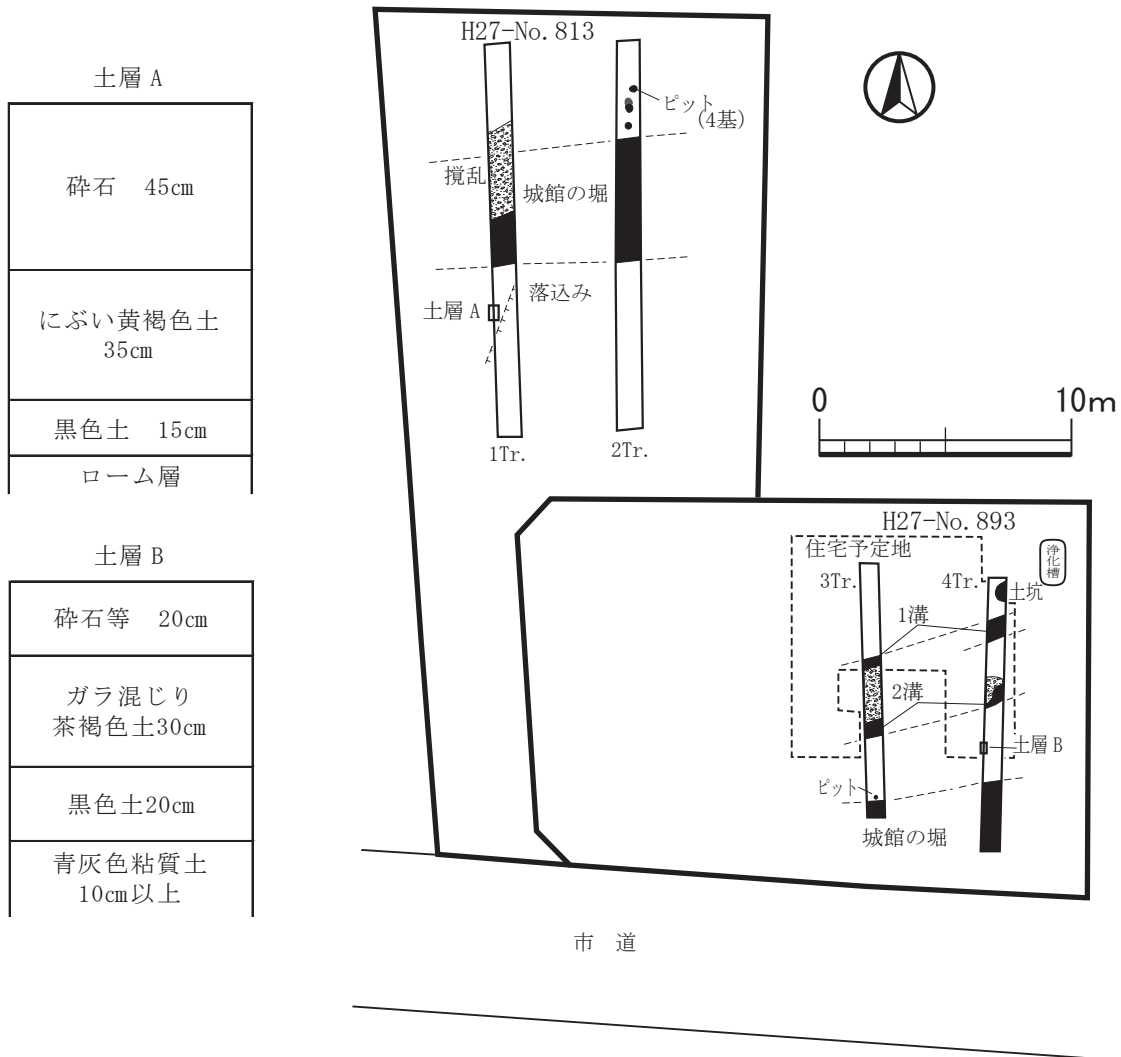 土層 A
砕石　45cm
にぶい黄褐色土
35cm
黒色土　15cm
ローム層
土層 B
砕石等　20cm
ガラ混じり
茶褐色土30cm
黒色土20cm
青灰色粘質土
10cm以上
H27-No.813
ピット
(4基)
撹乱
城館の堀
落込み
土層 A
1Tr.
2Tr.
0
10m
H27-No.893
住宅予定地
浄化槽
3Tr.
4Tr.
土坑
1溝
2溝
土層 B
ピット
城館の堀
市　道